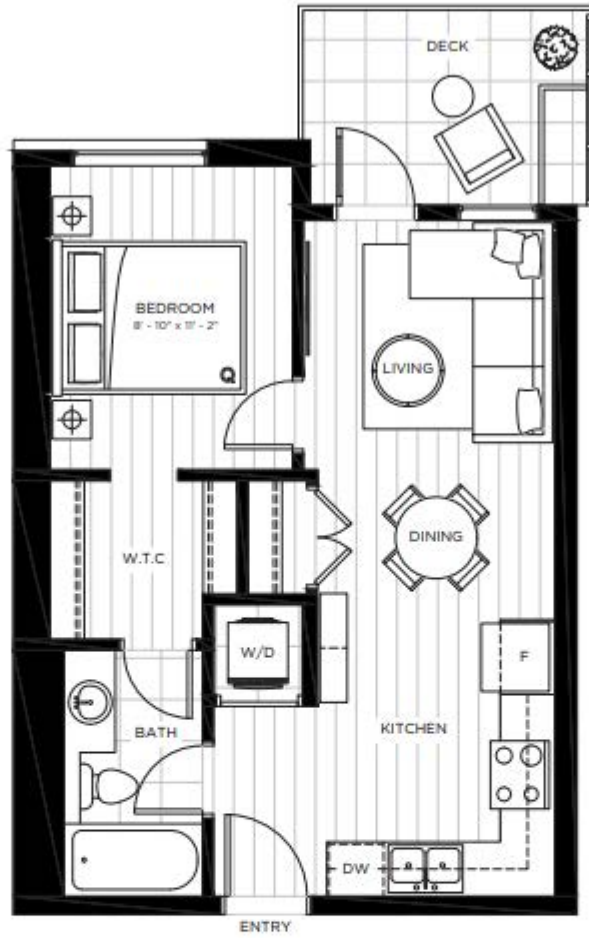 DECK
BEDROOM
8' - 10" x 11' - 2"
LIVING
W.T.C
DINING
W/D
F
BATH
KITCHEN
DW
ENTRY